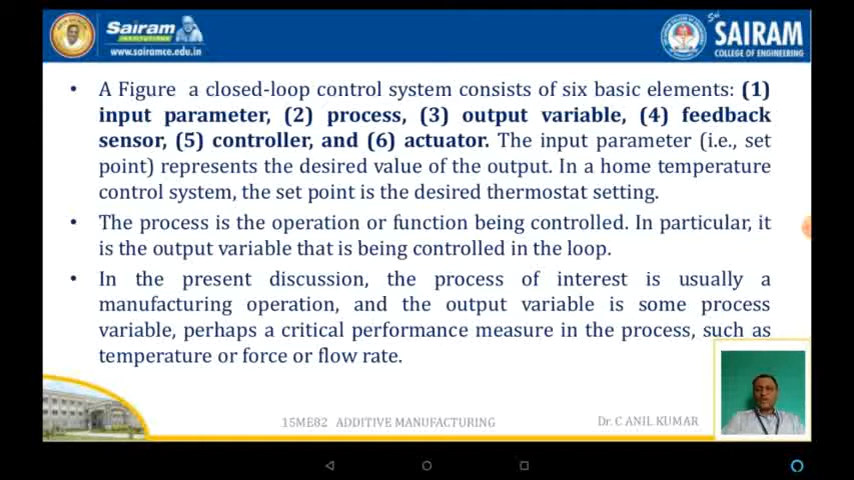 Sairam
INSTITUTIONS
www.sairamce.edu.in
Sri
SAIRAM
COLLEGE OF ENGINEERING
• A Figure a closed-loop control system consists of six basic elements: (1)
input parameter, (2) process, (3) output variable, (4) feedback
sensor, (5) controller, and (6) actuator. The input parameter (i.e., set
point) represents the desired value of the output. In a home temperature
control system, the set point is the desired thermostat setting.
• The process is the operation or function being controlled. In particular, it
is the output variable that is being controlled in the loop.
• In the present discussion, the process of interest is usually a
manufacturing operation, and the output variable is some process
variable, perhaps a critical performance measure in the process, such as
temperature or force or flow rate.
15ME82 ADDITIVE MANUFACTURING
Dr. C ANIL KUMAR